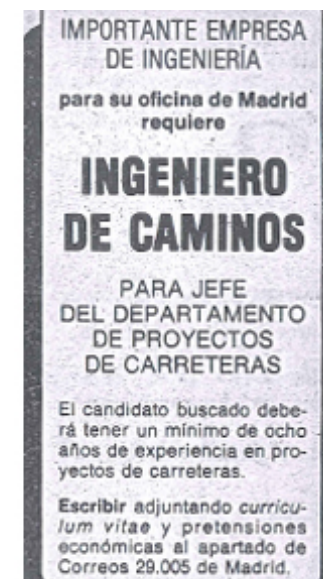 IMPORTANTE EMPRESA
DE INGENIERÍA
para su oficina de Madrid
requiere
INGENIERO
DE CAMINOS
PARA JEFE
DEL DEPARTAMENTO
DE PROYECTOS
DE CARRETERAS
El candidato buscado debe-
rá tener un mínimo de ocho
años de experiencia en pro-
yectos de carreteras.
Escribir adjuntando curricu-
lum vitae y pretensiones
económicas al apartado de
Correos 29.005 de Madrid.